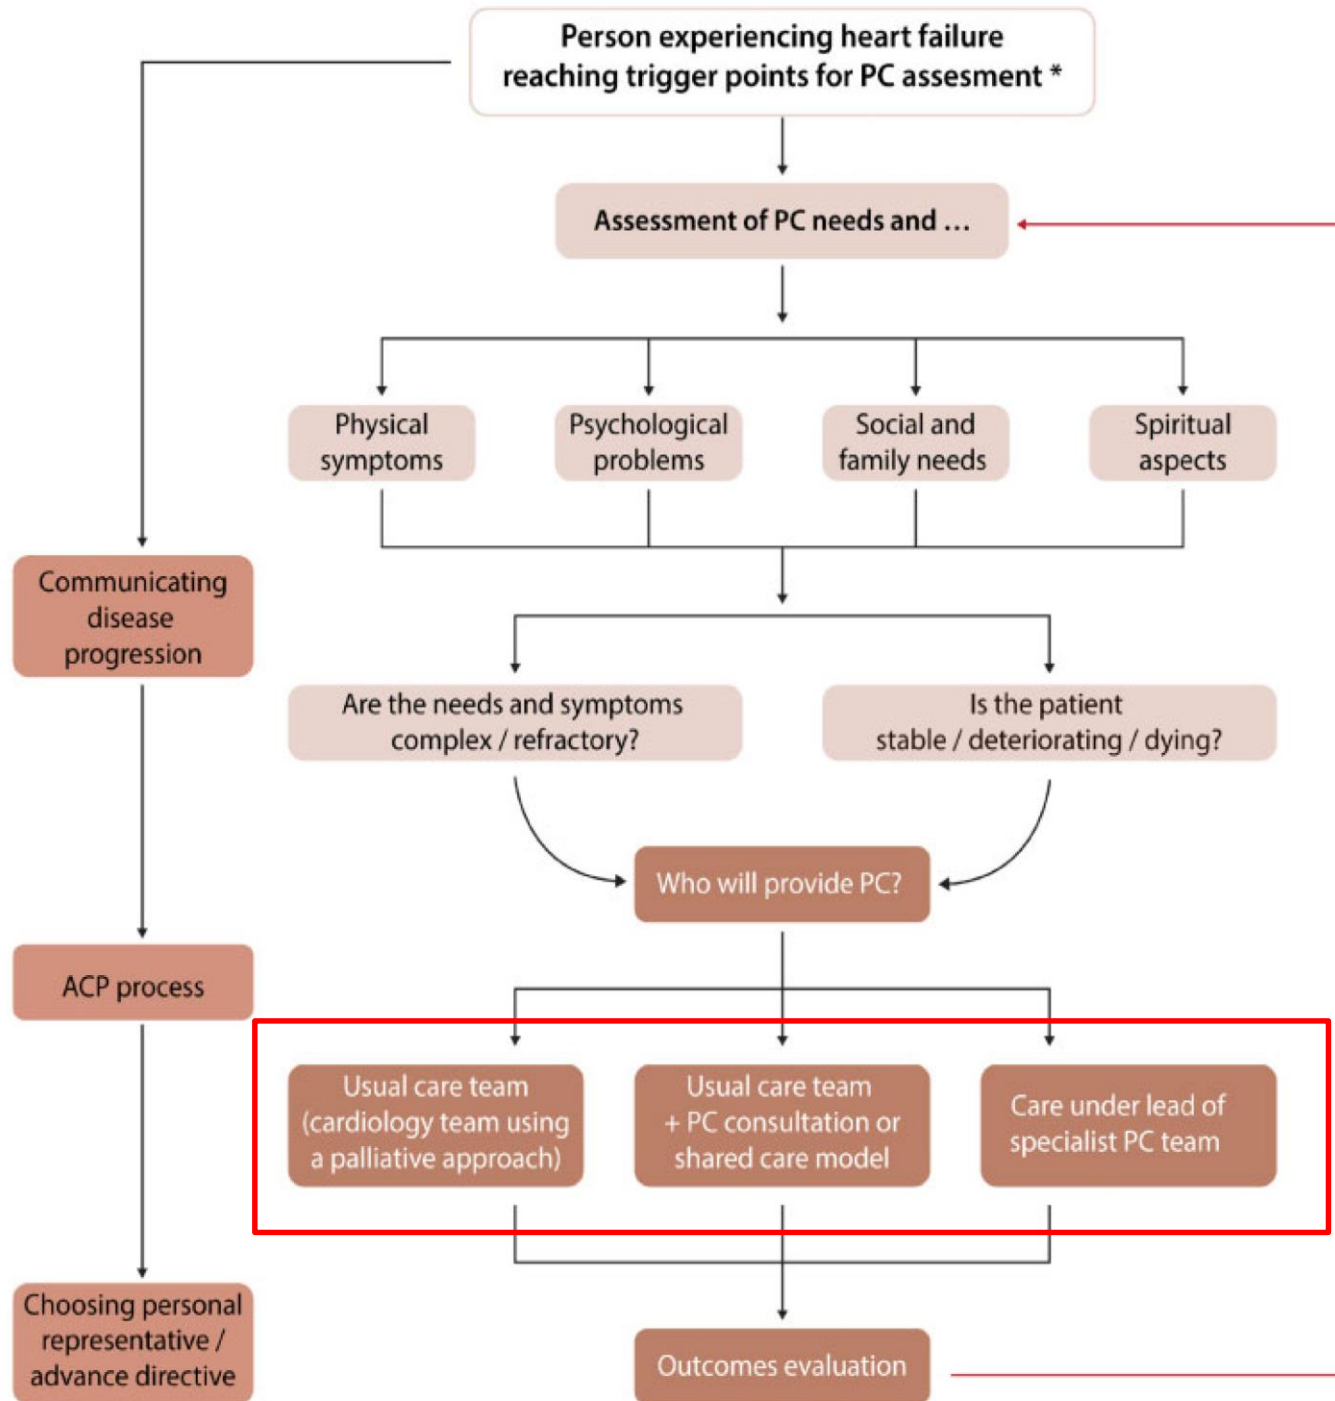 Person experiencing heart failure
reaching trigger points for PC assesment *
Assessment of PC needs and ...
Physical
symptoms
Psychological
problems
Social and
family needs
Spiritual
aspects
Communicating
disease
progression
Are the needs and symptoms
complex / refractory?
Is the patient
stable / deteriorating / dying?
Who will provide PC?
ACP process
Usual care team
(cardiology team using
a palliative approach)
Usual care team
+ PC consultation or
shared care model
Care under lead of
specialist PC team
Choosing personal
representative /
advance directive
Outcomes evaluation